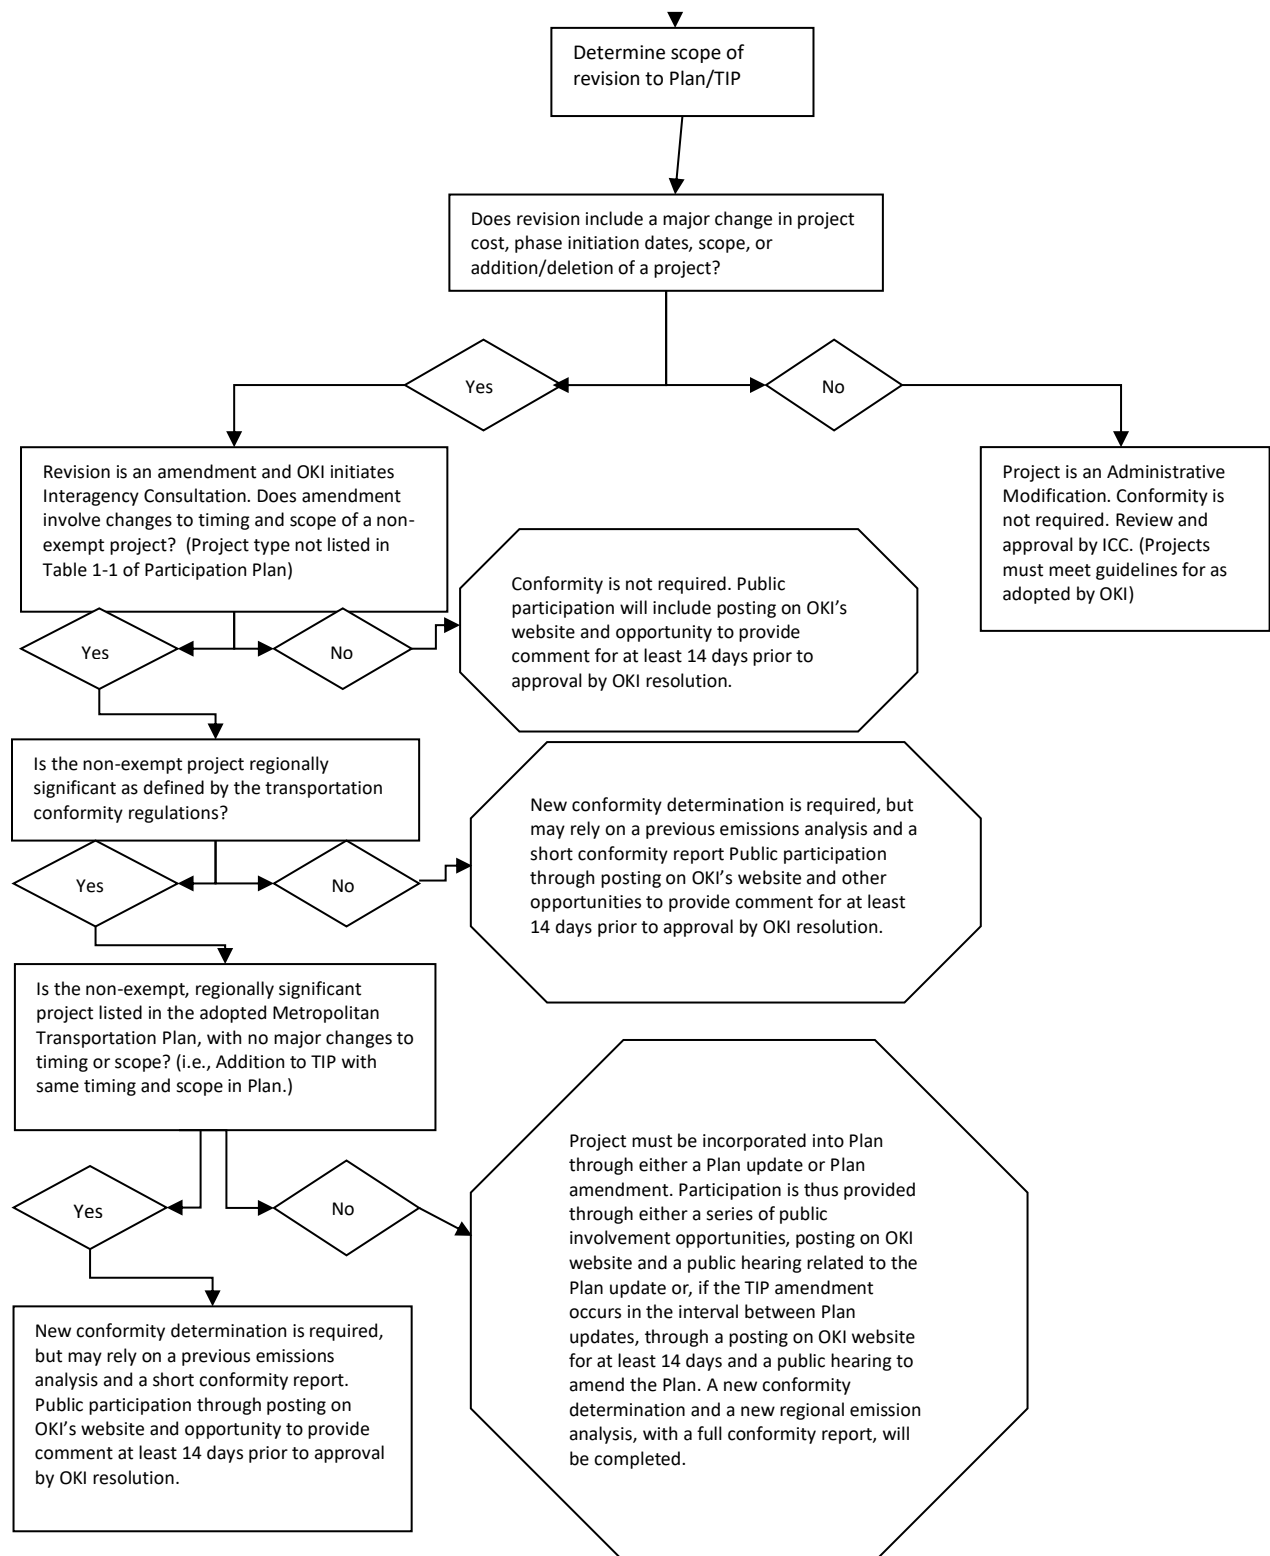 Determine scope of
revision to Plan/TIP
Does revision include a major change in project
cost, phase initiation dates, scope, or
addition/deletion of a project?
Yes
No
Revision is an amendment and OKI initiates
Interagency Consultation. Does amendment
involve changes to timing and scope of a non-
exempt project?  (Project type not listed in
Table 1-1 of Participation Plan)
Project is an Administrative
Modification. Conformity is
not required. Review and
approval by ICC. (Projects
must meet guidelines for as
adopted by OKI)
Yes
No
Conformity is not required. Public
participation will include posting on OKI’s
website and opportunity to provide
comment for at least 14 days prior to
approval by OKI resolution.
Is the non-exempt project regionally
significant as defined by the transportation
conformity regulations?
Yes
No
New conformity determination is required, but
may rely on a previous emissions analysis and a
short conformity report Public participation
through posting on OKI’s website and other
opportunities to provide comment for at least
14 days prior to approval by OKI resolution.
Is the non-exempt, regionally significant
project listed in the adopted Metropolitan
Transportation Plan, with no major changes to
timing or scope? (i.e., Addition to TIP with
same timing and scope in Plan.)
Yes
No
Project must be incorporated into Plan
through either a Plan update or Plan
amendment. Participation is thus provided
through either a series of public
involvement opportunities, posting on OKI
website and a public hearing related to the
Plan update or, if the TIP amendment
occurs in the interval between Plan
updates, through a posting on OKI website
for at least 14 days and a public hearing to
amend the Plan. A new conformity
determination and a new regional emission
analysis, with a full conformity report, will
be completed.
New conformity determination is required,
but may rely on a previous emissions
analysis and a short conformity report.
Public participation through posting on
OKI’s website and opportunity to provide
comment at least 14 days prior to approval
by OKI resolution.